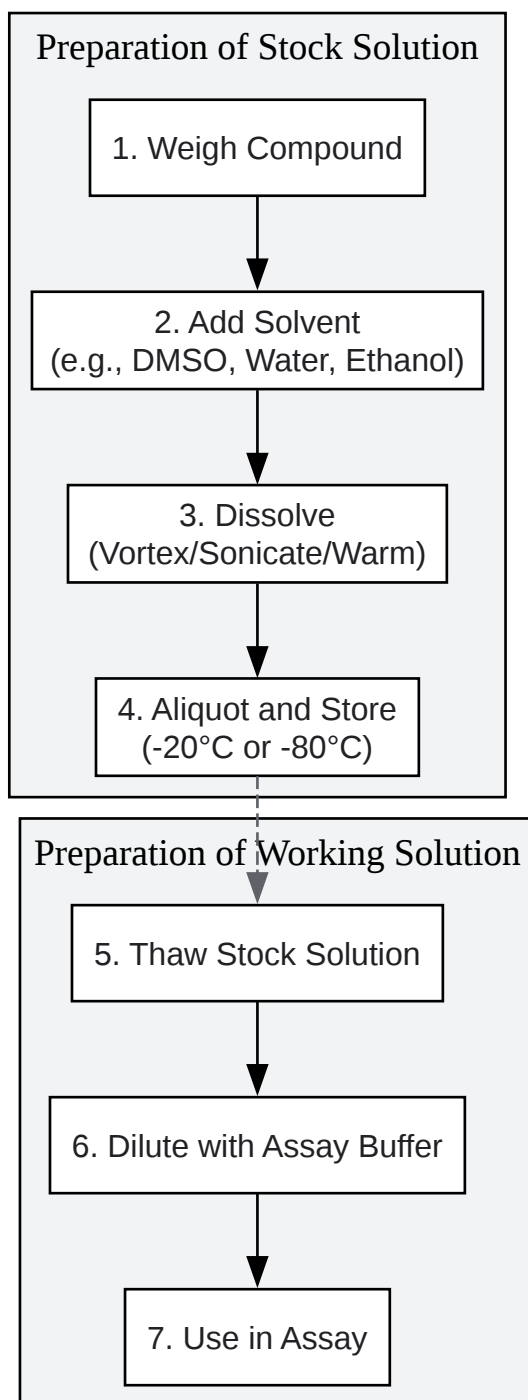 Preparation of Stock Solution
1. Weigh Compound
2. Add Solvent
(e.g., DMSO, Water, Ethanol)
3. Dissolve
(Vortex/Sonicate/Warm)
4. Aliquot and Store
(-20°C or -80°C)
Preparation of Working Solution
5. Thaw Stock Solution
6. Dilute with Assay Buffer
7. Use in Assay